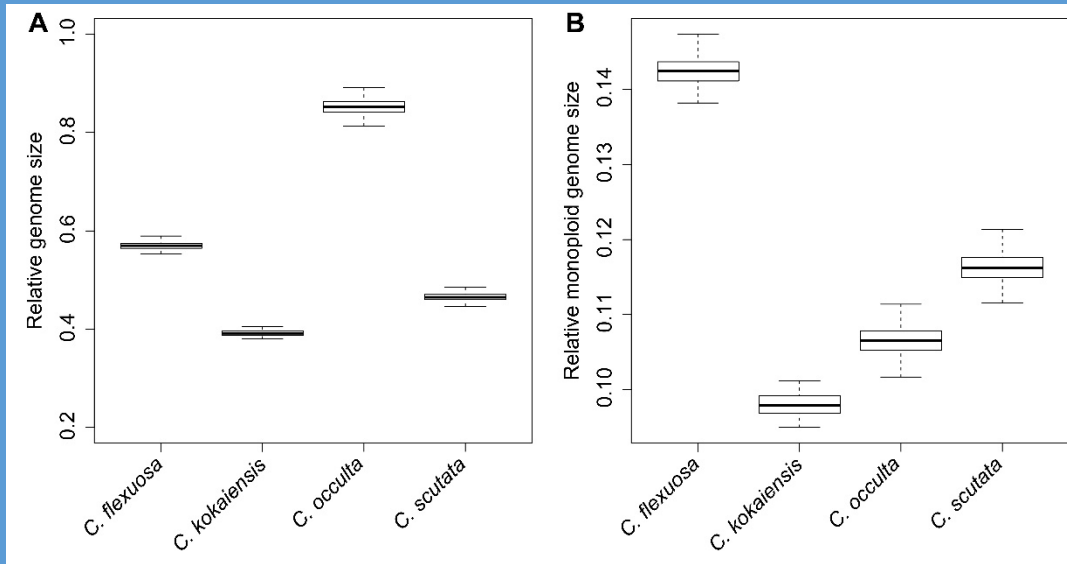 A
Relative genome size
1.0
0.8
0.6
0.4
0.2
C. flexuosa
C. kokaiensis
C. occulta
C. scutata
B
Relative monoploid genome size
0.14
0.13
0.12
0.11
0.10
C. flexuosa
C. kokaiensis
C. occulta
C. scutata